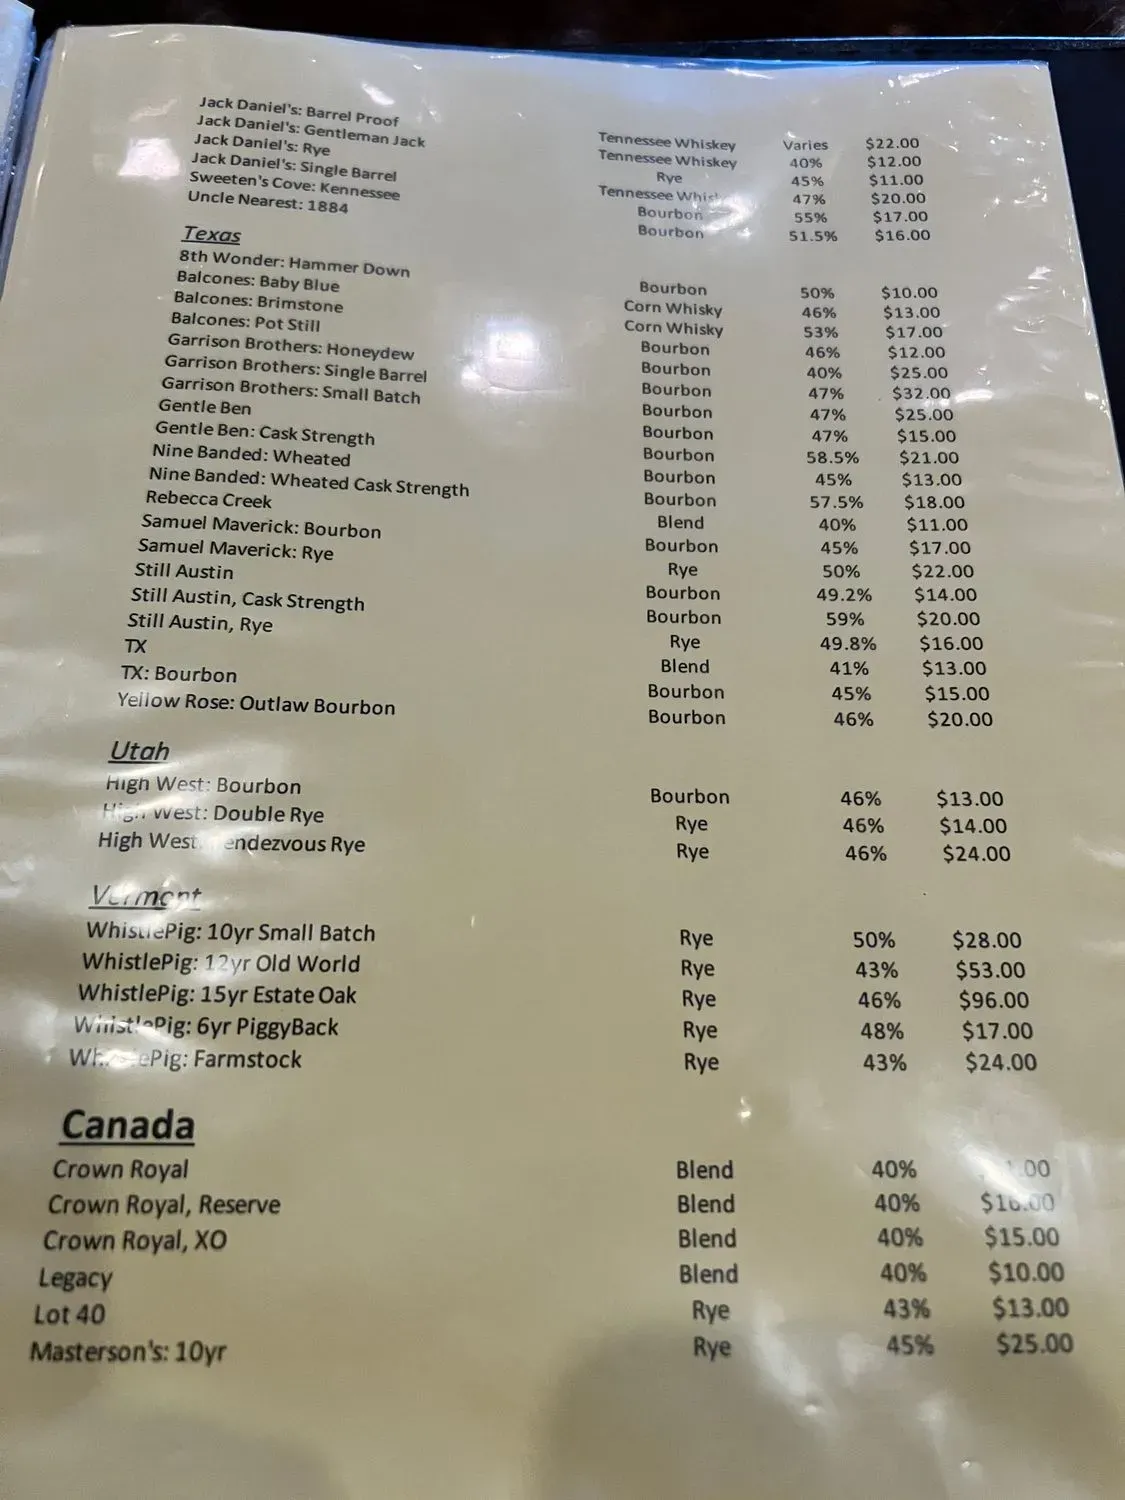 Jack Daniel's: Barrel Proof Tennessee Whiskey Varies $22.00
Jack Daniel's: Gentleman Jack Tennessee Whiskey 40% $12.00
Jack Daniel's: Rye Rye 45% $11.00
Jack Daniel's: Single Barrel Tennessee $20.00 47%
Sweeten's Cove: Kennessee Bourbon 55% $17.00
Uncle Nearest: 1884 Bourbon 51.5% $16.00
Texas
8th Wonder: Hammer Down Bourbon 50% $10.00
Balcones: Baby Blue Corn Whisky 46% $13.00
Balcones: Brimstone Corn Whisky 53% $17.00
Balcones: Pot Still Bourbon 46% $12.00
Garrison Brothers: Honeydew Bourbon 40% $25.00
Garrison Brothers: Single Barrel Bourbon 47% $32.00
Garrison Brothers: Small Batch Bourbon 47% $25.00
Gentle Ben Bourbon 47% $15.00
Gentle Ben: Cask Strength Bourbon 58.5% $21.00
Nine Banded: Wheated Bourbon 45% $13.00
Nine Banded: Wheated Cask Strength Bourbon 57.5% $18.00
Rebecca Creek Blend 40% $11.00
Samuel Maverick: Bourbon Bourbon 45% $17.00
Samuel Maverick: Rye Rye 50% $22.00
Still Austin Bourbon 49.2% $14.00
Still Austin, Cask Strength Bourbon 59% $20.00
Still Austin, Rye Rye 49.8% $16.00
TX Blend 41% $13.00
TX: Bourbon Bourbon 45% $15.00
Yellow Rose: Outlaw Bourbon Bourbon 46% $20.00
Utah
High West: Bourbon Bourbon 46% $13.00
High West: Double Rye Rye 46% $14.00
High West Rye Rye 46% $24.00
Vermont
WhistlePig: 10yr Small Batch Rye 50% $28.00
WhistlePig: 12yr Old World Rye 43% $53.00
WhistlePig: 15yr Estate Oak Rye 46% $96.00
WhistlePig: 6yr PiggyBack Rye 48% $17.00
Farmstock Rye 43% $24.00
Canada
Crown Royal Blend 40%
Crown Royal, Reserve Blend 40%
Crown Royal, XO Blend 40% $15.00
Legacy Blend 40% $10.00
Lot 40 Rye 43% $13.00
Masterson's: 10yr Rye 45% $25.00